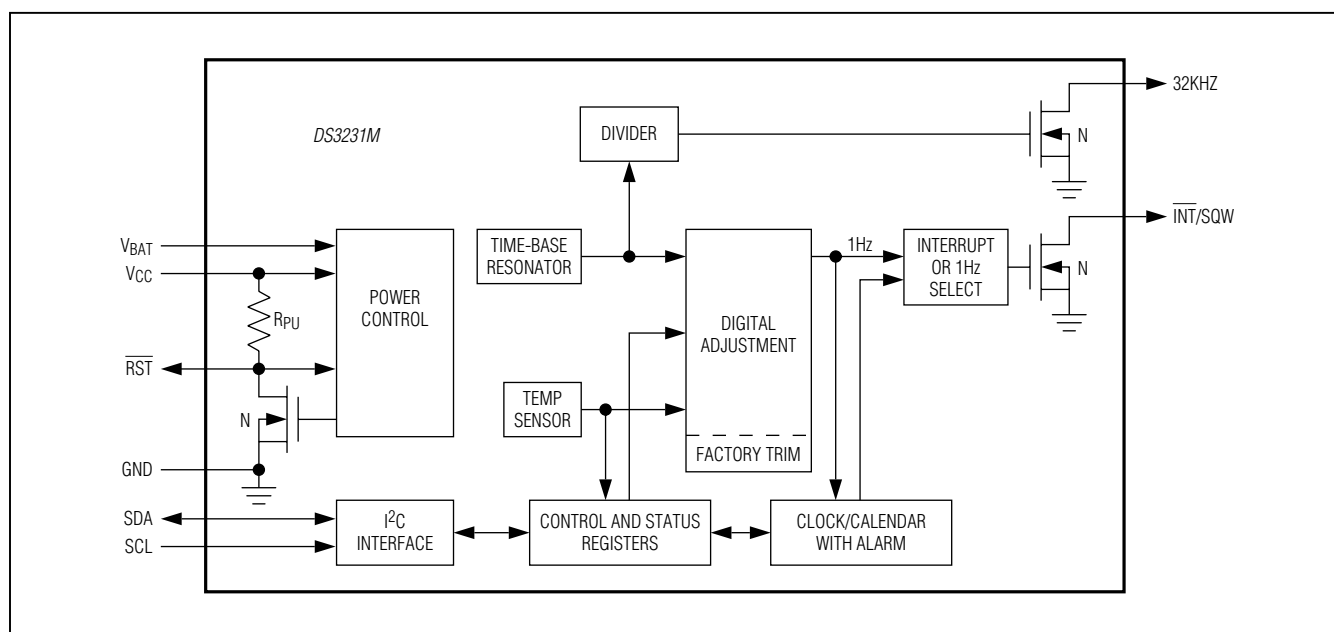 32KHZ
DS3231M
DIVIDER
N
INT/SQW
VBAT
VCC
RPU
RST
N
GND
SDA
SCL
POWER
CONTROL
TIME-BASE
RESONATOR
TEMP
SENSOR
DIGITAL
ADJUSTMENT
FACTORY TRIM
1Hz
INTERRUPT
OR 1Hz
SELECT
N
I2C
INTERFACE
CONTROL AND STATUS
REGISTERS
CLOCK/CALENDAR
WITH ALARM